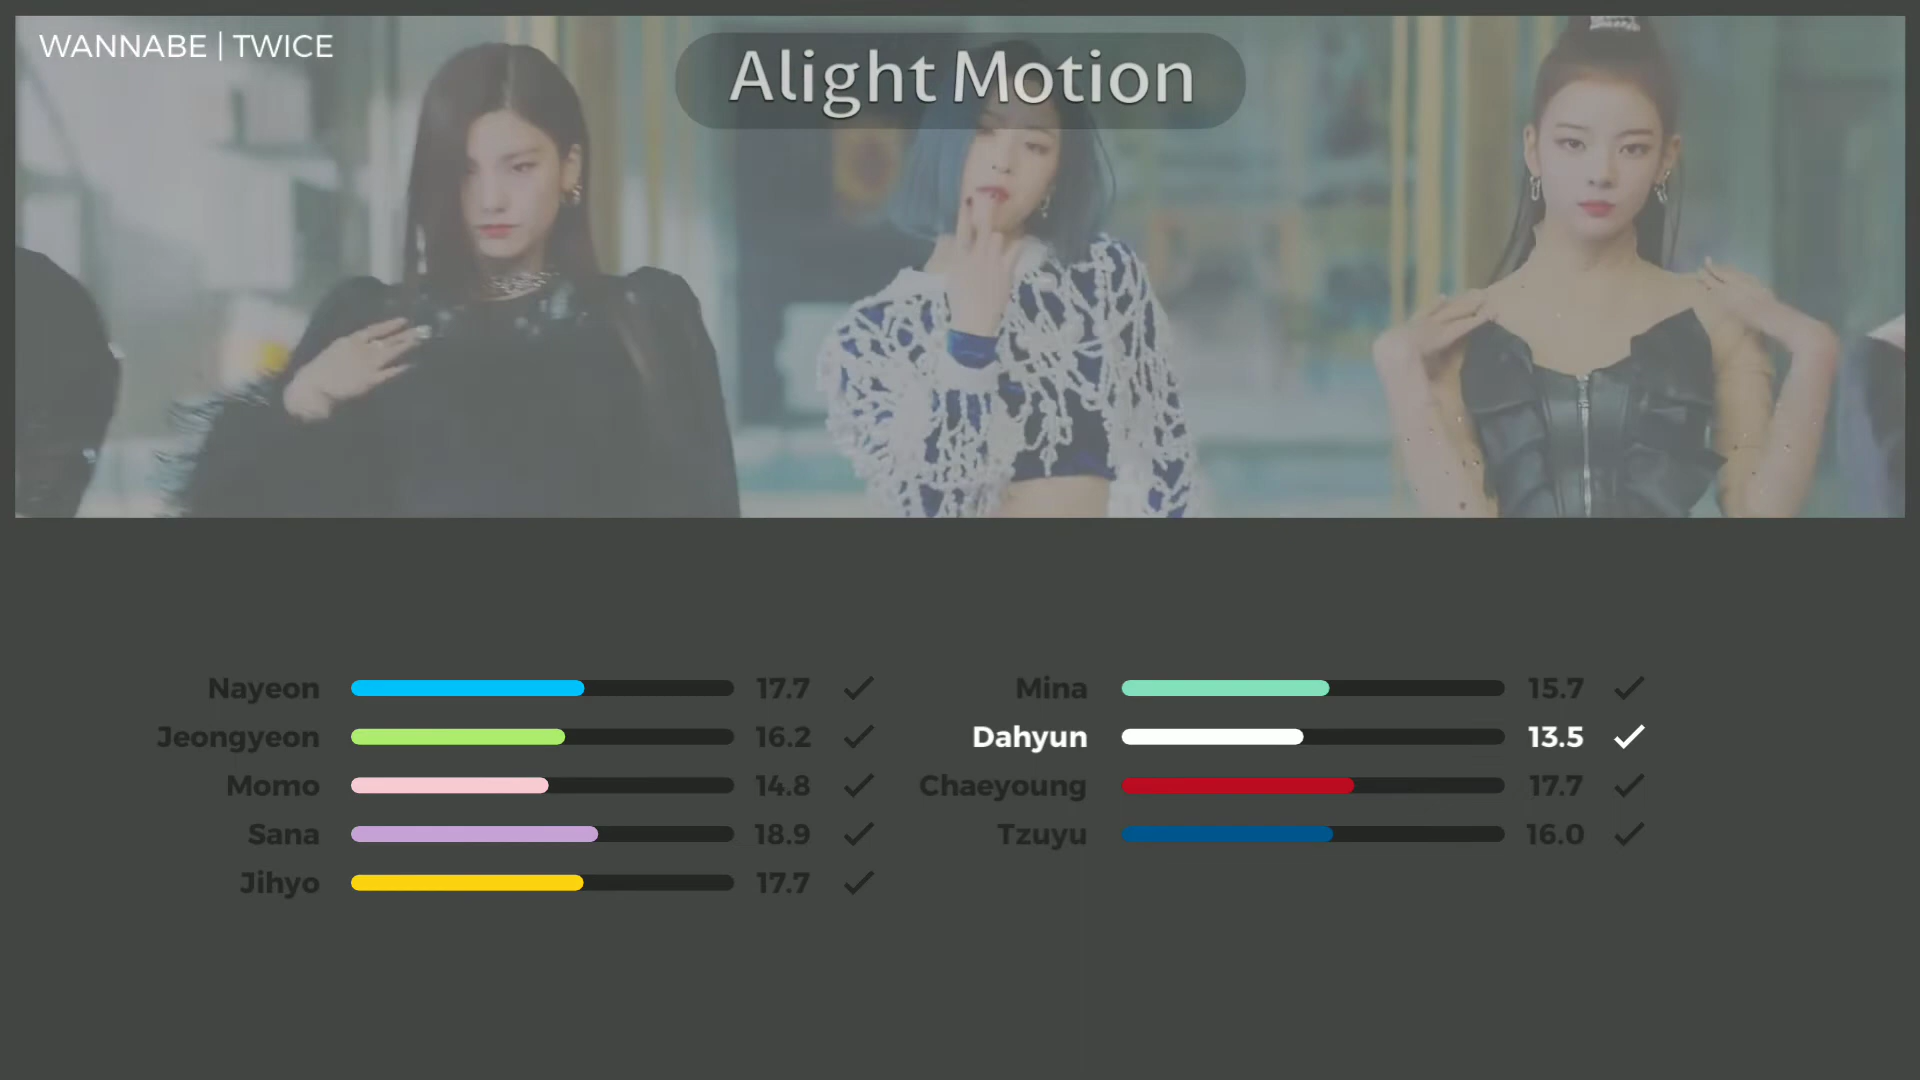 WANNABE | TWICE
Alight Motion
Nayeon 17.7
Jeongyeon 16.2
Momo 14.8
Sana 18.9
Jihyo 17.7
Mina 15.7
Dahyun 13.5
Chaeyoung 17.7
Tzuyu 16.0